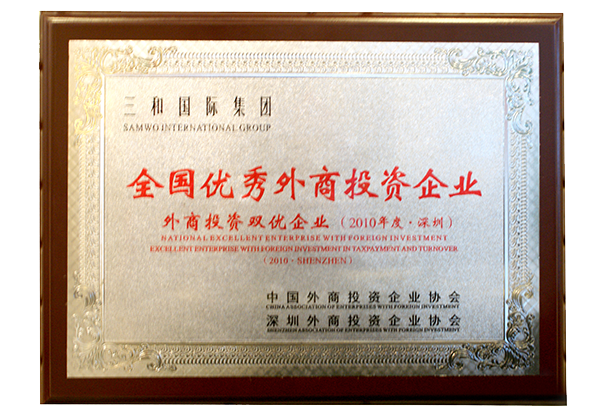 三和国际集团
SAMWO INTERNATIONAL GROUP
全国优秀外商投资企业
外商投资双优企业(2010年度·深圳)
NATIONAL EXCELLENT ENTERPRISE WITH FOREIGN INVESTMENT
EXCELLENT ENTERPRISE WITH FOREIGN INVESTMENT IN TAXPAYMENT AND TURNOVER
(2010·SHENZHEN)
中国外商投资企业协会
CHINA ASSOCIATION OF ENTERPRISES WITH FOREIGN INVESTMENT
深圳外商投资企业协会
SHENZHEN ASSOCIATION OF ENTERPRISES WITH FOREIGN INVESTMENT